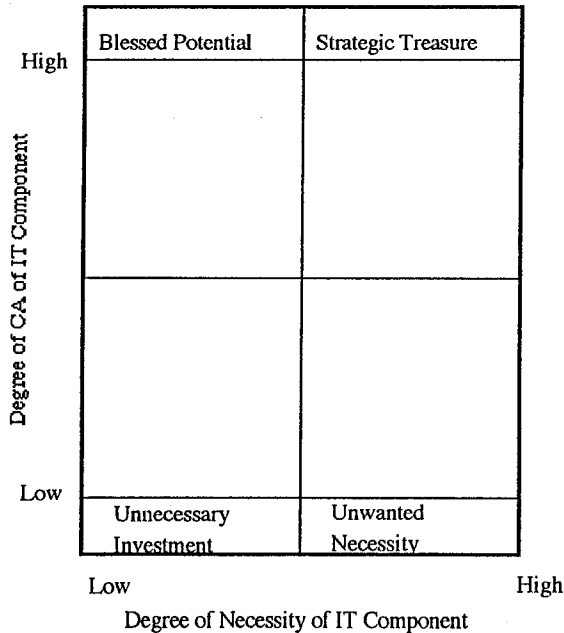 Blessed Potential
Strategic Treasure
High
Degree of CA of IT Component
Low
Unnecessary
Investment
Unwanted
Necessity
Low
High
Degree of Necessity of IT Component